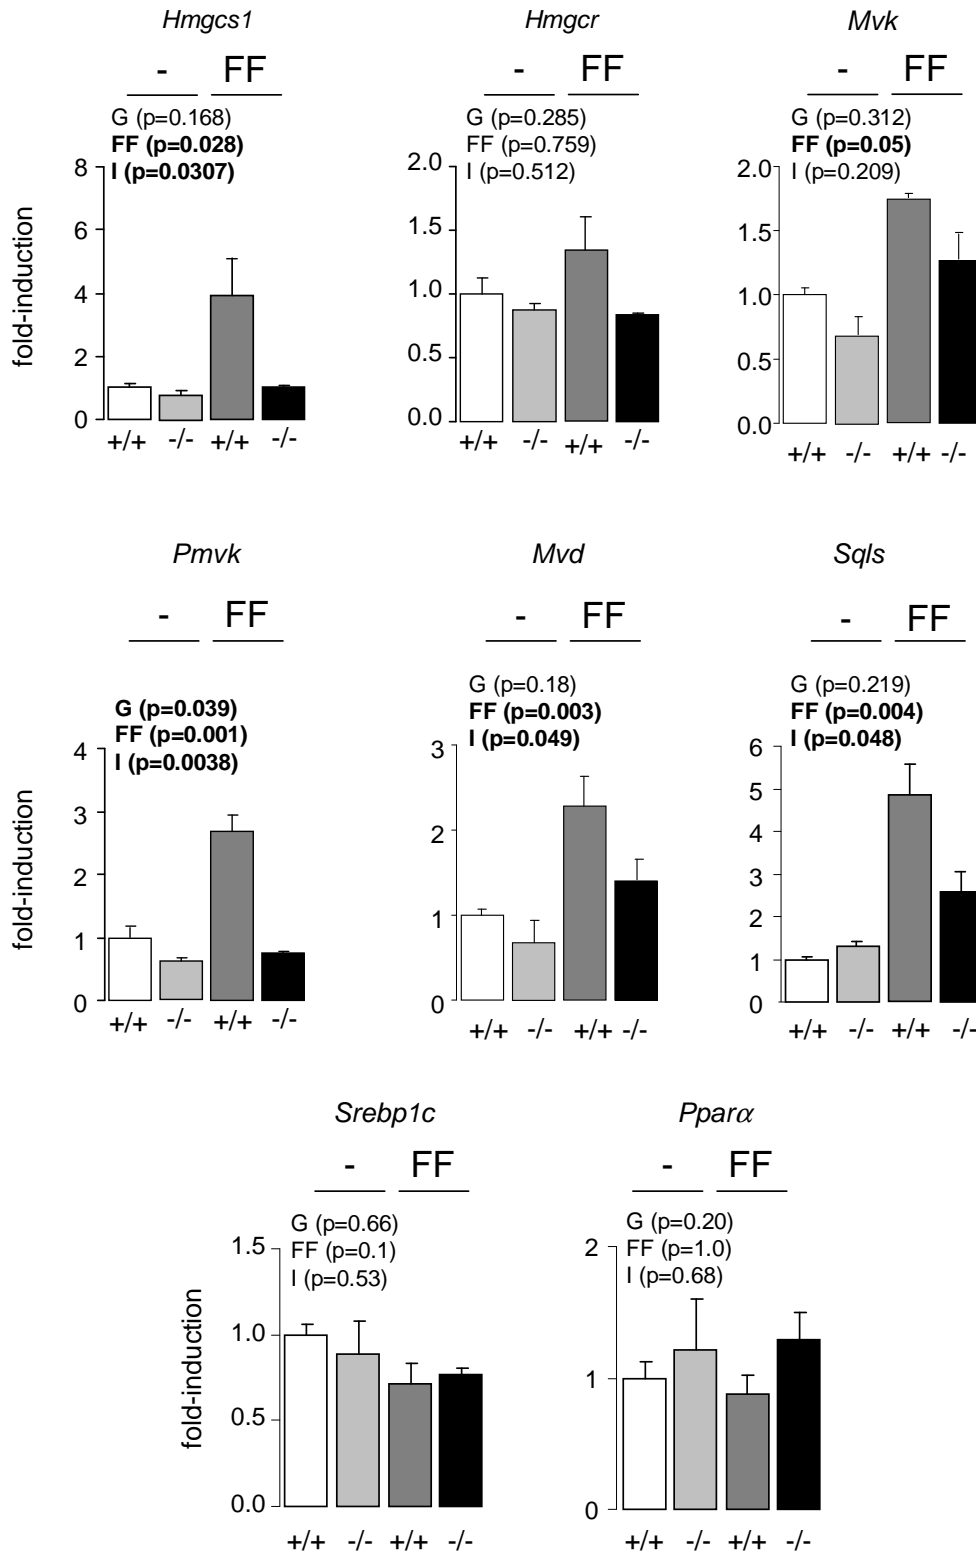 Hmgcs1
- FF
G (p=0.168)
FF (p=0.028)
I (p=0.0307)
fold-induction
8
6
4
2
0
+/+ -/- +/+ -/-
Hmgcr
- FF
G (p=0.285)
FF (p=0.759)
I (p=0.512)
2.0
1.5
1.0
0.5
0.0
+/+ -/- +/+ -/-
Mvk
- FF
G (p=0.312)
FF (p=0.05)
I (p=0.209)
2.0
1.5
1.0
0.5
0.0
+/+ -/- +/+ -/-
Pmvk
- FF
G (p=0.039)
FF (p=0.001)
I (p=0.0038)
fold-induction
4
3
2
1
0
+/+ -/- +/+ -/-
Mvd
- FF
G (p=0.18)
FF (p=0.003)
I (p=0.049)
3
2
1
0
+/+ -/- +/+ -/-
Sqls
- FF
G (p=0.219)
FF (p=0.004)
I (p=0.048)
6
5
4
3
2
1
0
+/+ -/- +/+ -/-
Srebp1c
- FF
G (p=0.66)
FF (p=0.1)
I (p=0.53)
fold-induction
1.5
1.0
0.5
0.0
+/+ -/- +/+ -/-
Pparα
- FF
G (p=0.20)
FF (p=1.0)
I (p=0.68)
2
1
0
+/+ -/- +/+ -/-